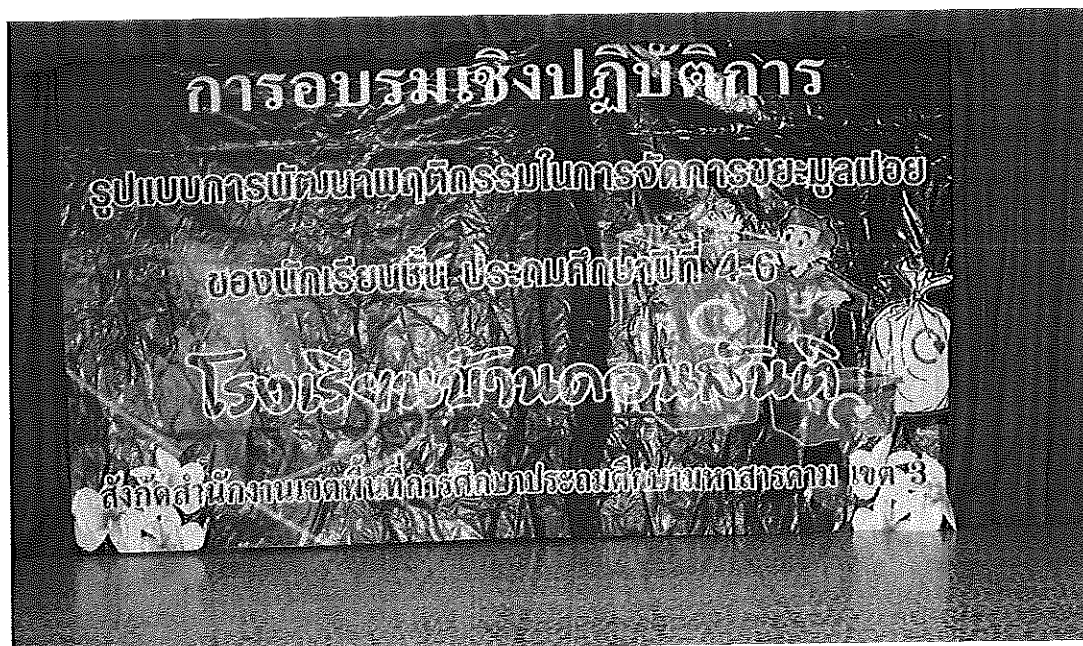 การอบรมเชิงปฏิบัติการ
รูปแบบการพัฒนาพฤติกรรมในการจัดการขยะมูลฝอย
ของนักเรียนชั้น ประถมศึกษาปีที่ 4-6
โรงเรียนบ้านดอนสันติ
สังกัดสำนักงานเขตพื้นที่การศึกษาประถมศึกษามหาสารคาม เขต 3